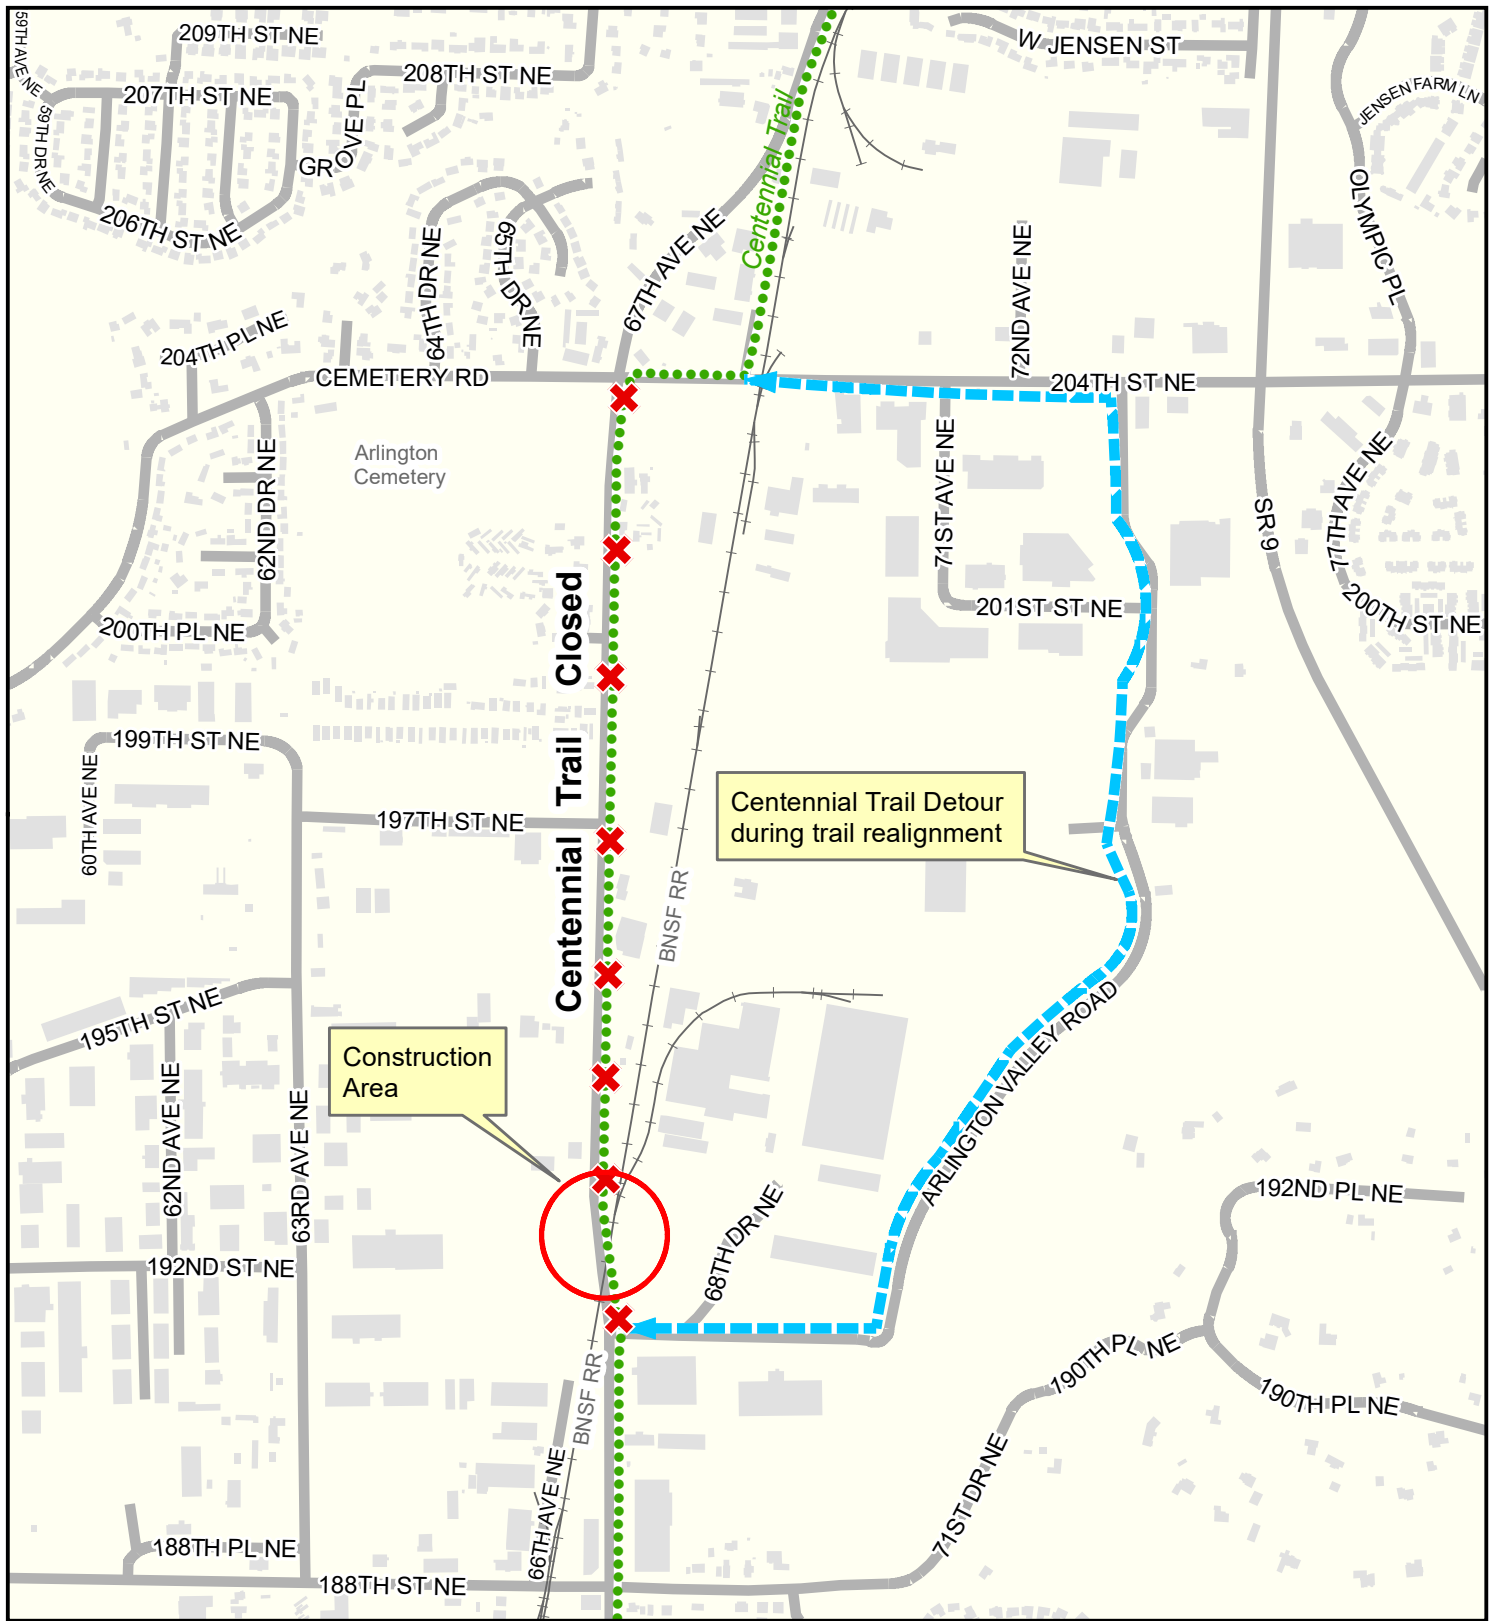 59TH AVE NE
209TH ST NE
208TH ST NE
W JENSEN ST
207TH ST NE
GROVE PL
JENSEN FARM LN
59TH DR NE
Centennial Trail
206TH ST NE
OLYMPIC PL
67TH AVE NE
64TH DR NE
65TH DR NE
72ND AVE NE
204TH PL NE
CEMETERY RD
204TH ST NE
Arlington
Cemetery
62ND DR NE
71ST AVE NE
77TH AVE NE
SR 9
201ST ST NE
200TH ST NE
200TH PL NE
Centennial Trail Closed
199TH ST NE
60TH AVE NE
197TH ST NE
Centennial Trail Detour
during trail realignment
BNSF RR
195TH ST NE
ARLINGTON VALLEY ROAD
Construction
Area
62ND AVE NE
63RD AVE NE
68TH DR NE
192ND PL NE
192ND ST NE
190TH PL NE
190TH PL NE
BNSF RR
66TH AVE NE
71ST DR NE
188TH PL NE
188TH ST NE